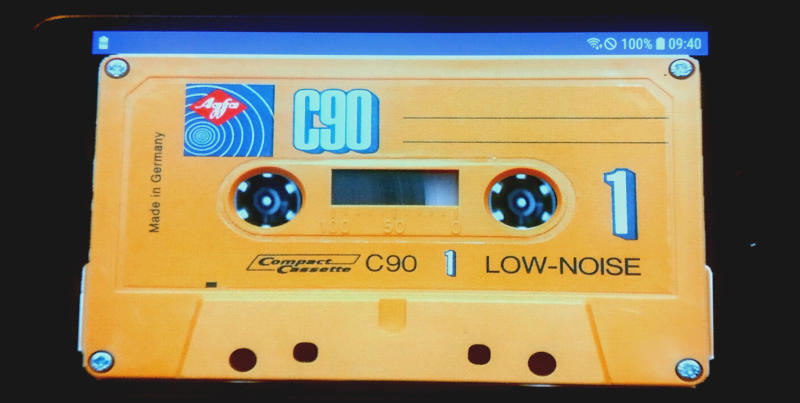 100% 09:40
Agfa
C90
Made in Germany
1
100 50 0
Compact
Cassette
C90 1 LOW-NOISE